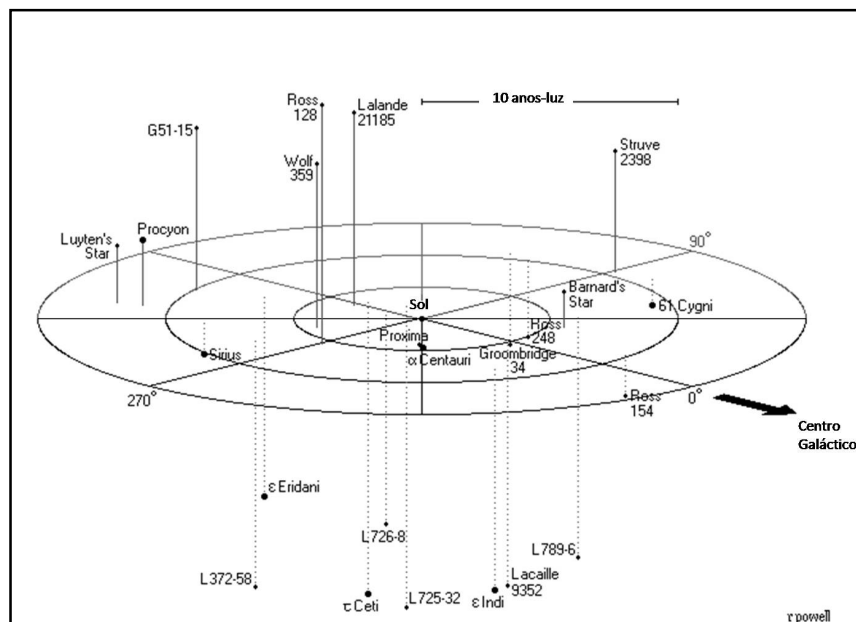 Ross
128
Lalande
21185
10 anos-luz
G51-15
Wolf
359
Struve
2398
Procyon
Luyten's
Star
90°
Barnard's
Star
Sol
61 Cygni
Ross
248
Proxima
α Centauri
Groombridge
34
Sirius
270°
Ross
154
0°
Centro
Galáctico
ε Eridani
L726-8
L789-6
L372-58
Lacaille
9352
τ Ceti
L725-32
ε Indi
r powell